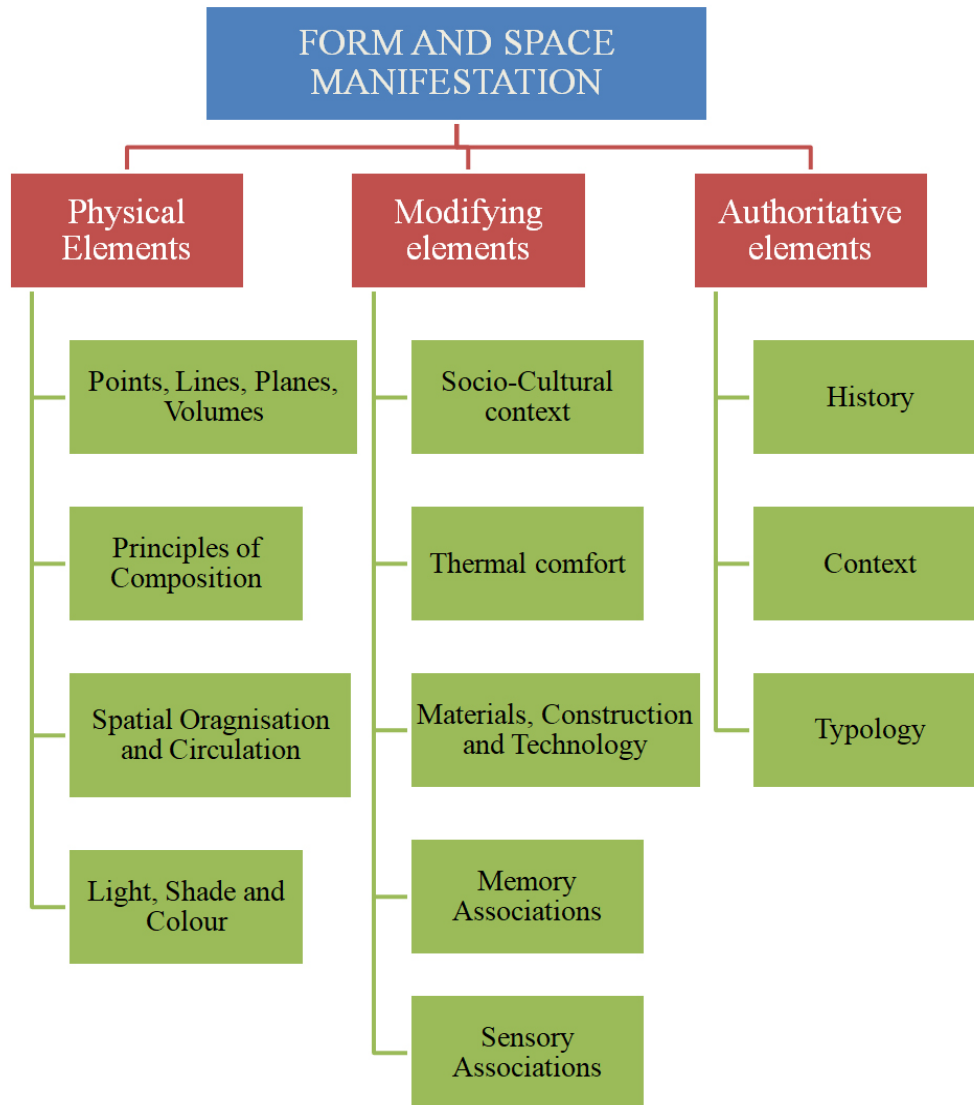 FORM AND SPACE
MANIFESTATION
Physical
Elements
Points, Lines, Planes,
Volumes
Principles of
Composition
Spatial Oragnisation
and Circulation
Light, Shade and
Colour
Modifying
elements
Socio-Cultural
context
Thermal comfort
Materials, Construction
and Technology
Memory
Associations
Sensory
Associations
Authoritative
elements
History
Context
Typology